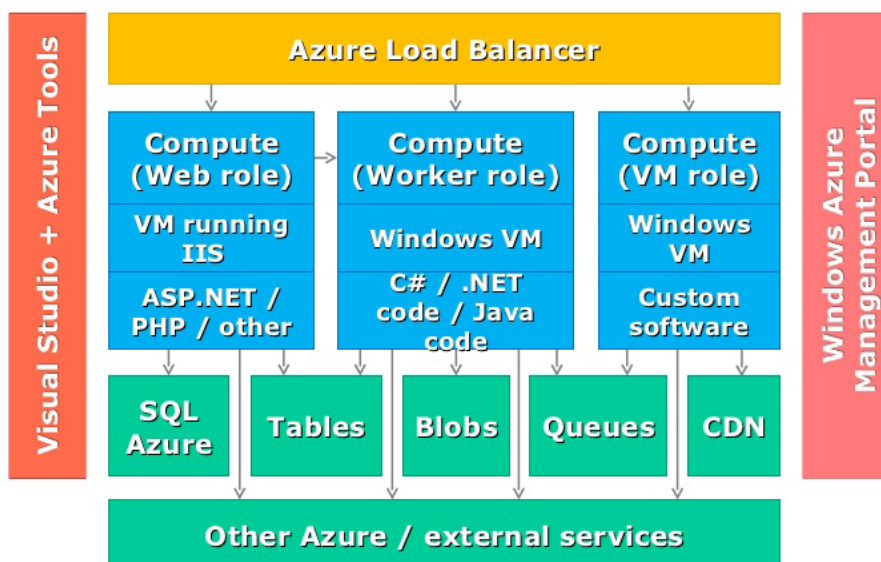 Visual Studio + Azure Tools
Azure Load Balancer
Compute
(Web role)
VM running
IIS
ASP.NET /
PHP / other
Compute
(Worker role)
Windows VM
C# / .NET
code / Java
code
Compute
(VM role)
Windows
VM
Custom
software
SQL
Azure
Tables
Blobs
Queues
CDN
Other Azure / external services
Windows Azure
Management Portal